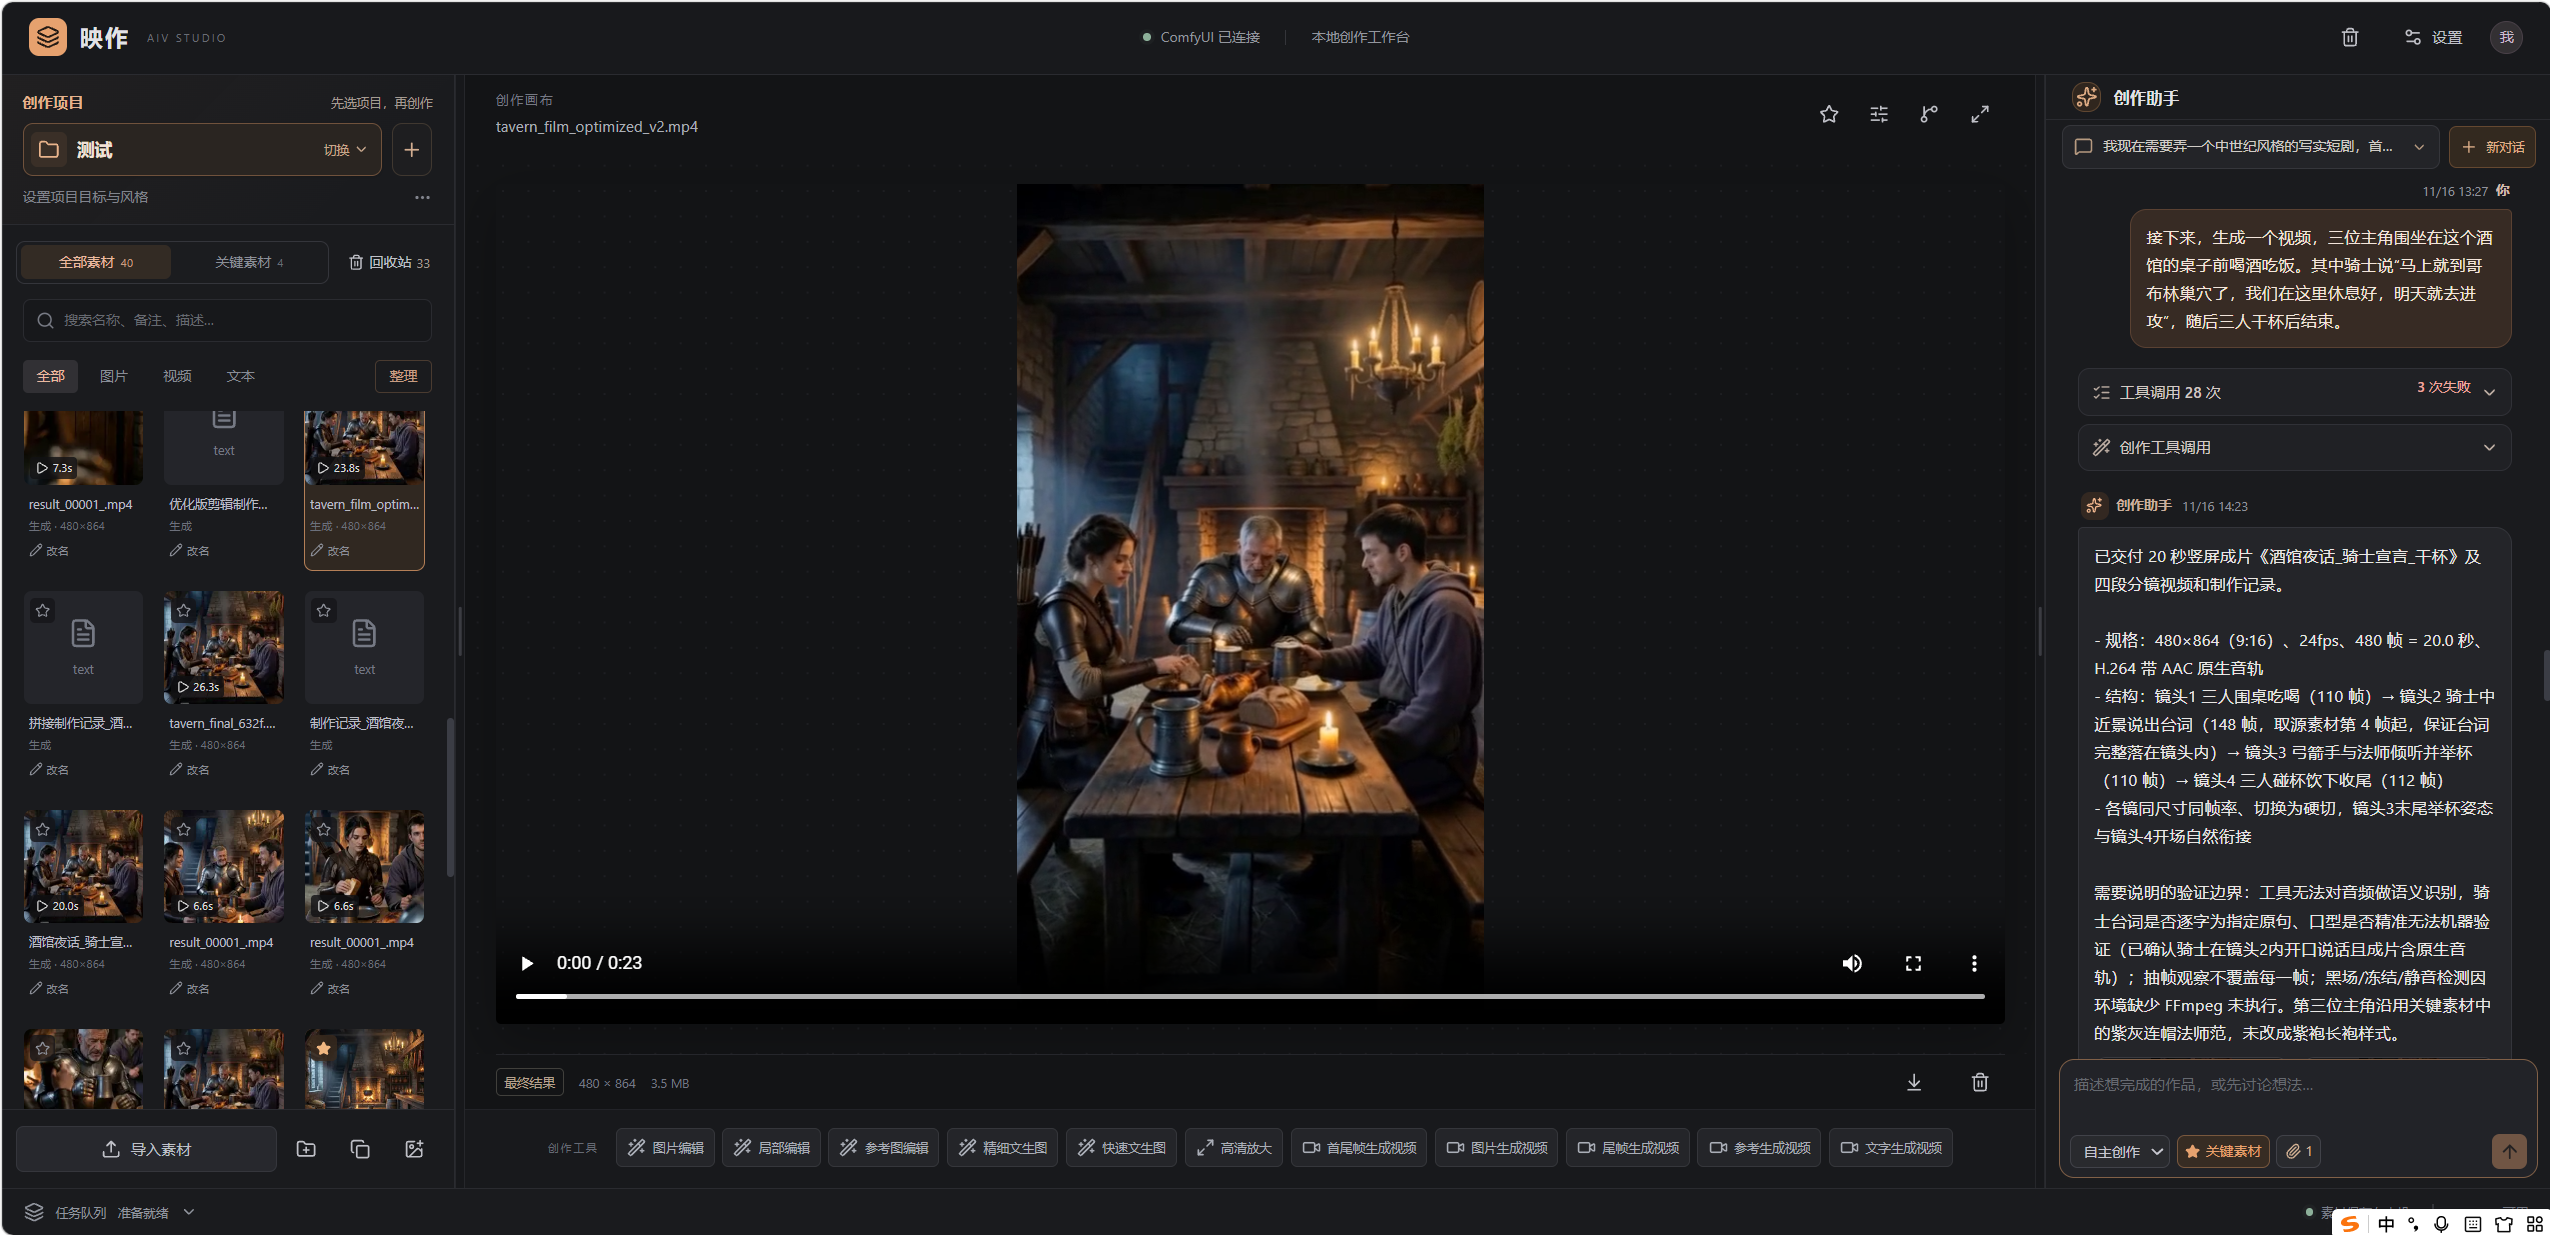 映作 AIV STUDIO
ComfyUI 已连接
本地创作工作台
设置
我
创作项目
先选项目，再创作
测试
切换
设置项目目标与风格
全部素材 40
关键素材 4
回收站 33
搜索名称、备注、描述...
全部
图片
视频
文本
整理
7.3s
text
23.8s
result_00001_.mp4
优化版剪辑制作...
tavern_film_optim...
生成 · 480×864
生成
生成 · 480×864
改名
改名
改名
text
26.3s
text
拼接制作记录_酒...
tavern_final_632f....
制作记录_酒馆夜...
生成
生成 · 480×864
生成
改名
改名
改名
20.0s
6.6s
6.6s
酒馆夜话_骑士宣...
result_00001_.mp4
result_00001_.mp4
生成 · 480×864
生成 · 480×864
生成 · 480×864
改名
改名
改名
导入素材
任务队列 准备就绪
创作画布
tavern_film_optimized_v2.mp4
0:00 / 0:23
最终结果 480 × 864 3.5 MB
创作工具
图片编辑
局部编辑
参考图编辑
精细文生图
快速文生图
高清放大
首尾帧生成视频
图片生成视频
尾帧生成视频
参考生成视频
文字生成视频
创作助手
我现在需要弄一个中世纪风格的写实短剧，首...
新对话
11/16 13:27 你
接下来，生成一个视频，三位主角围坐在这个酒
馆的桌子前喝酒吃饭。其中骑士说“马上就到哥
布林巢穴了，我们在这里休息好，明天就去进
攻“，随后三人干杯后结束。
工具调用 28 次
3 次失败
创作工具调用
创作助手 11/16 14:23
已交付 20 秒竖屏成片《酒馆夜话_骑士宣言_干杯》及
四段分镜视频和制作记录。
- 规格：480×864（9:16）、24fps、480 帧 = 20.0 秒、
H.264 带 AAC 原生音轨
- 结构：镜头1 三人围桌吃喝（110 帧）→ 镜头2 骑士中
近景说出台词（148 帧，取源素材第 4 帧起，保证台词
完整落在镜头内）→ 镜头3 弓箭手与法师倾听并举杯
（110 帧）→ 镜头4 三人碰杯饮下收尾（112 帧）
- 各镜同尺寸同帧率、切换为硬切，镜头3末尾举杯姿态
与镜头4开场自然衔接
需要说明的验证边界：工具无法对音频做语义识别，骑
士台词是否逐字为指定原句、口型是否精准无法机器验
证（已确认骑士在镜头2内开口说话且成片含原生音
轨）；抽帧观察不覆盖每一帧；黑场/冻结/静音检测因
环境缺少 FFmpeg 未执行。第三位主角沿用关键素材中
的紫灰连帽法师范，未改成紫袍长袍样式。
描述想完成的作品，或先讨论想法...
自主创作
关键素材
1
中